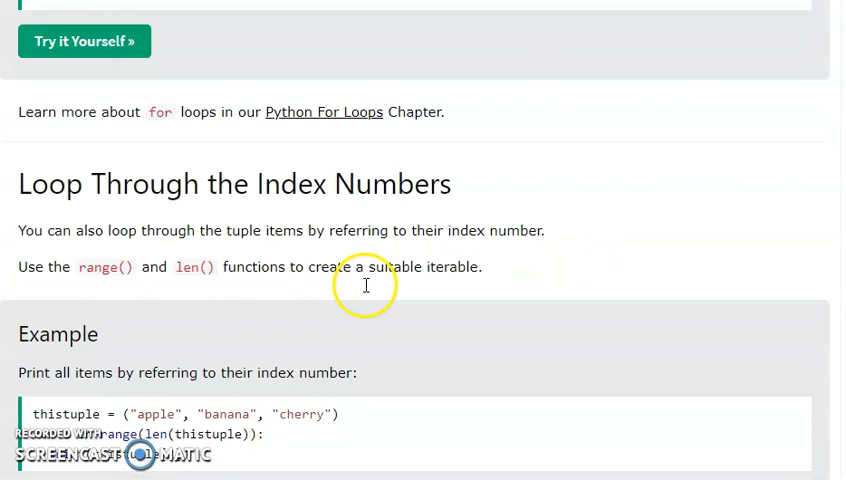 Try it Yourself »
Learn more about for loops in our Python For Loops Chapter.
Loop Through the Index Numbers
You can also loop through the tuple items by referring to their index number.
Use the range() and len() functions to create a suitable iterable.
Example
Print all items by referring to their index number:
thistuple = ("apple", "banana", "cherry")
range(len(thistuple)):
RECORDED WITH
SCREENCAST MATIC